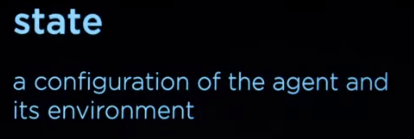 state
a configuration of the agent and
its environment